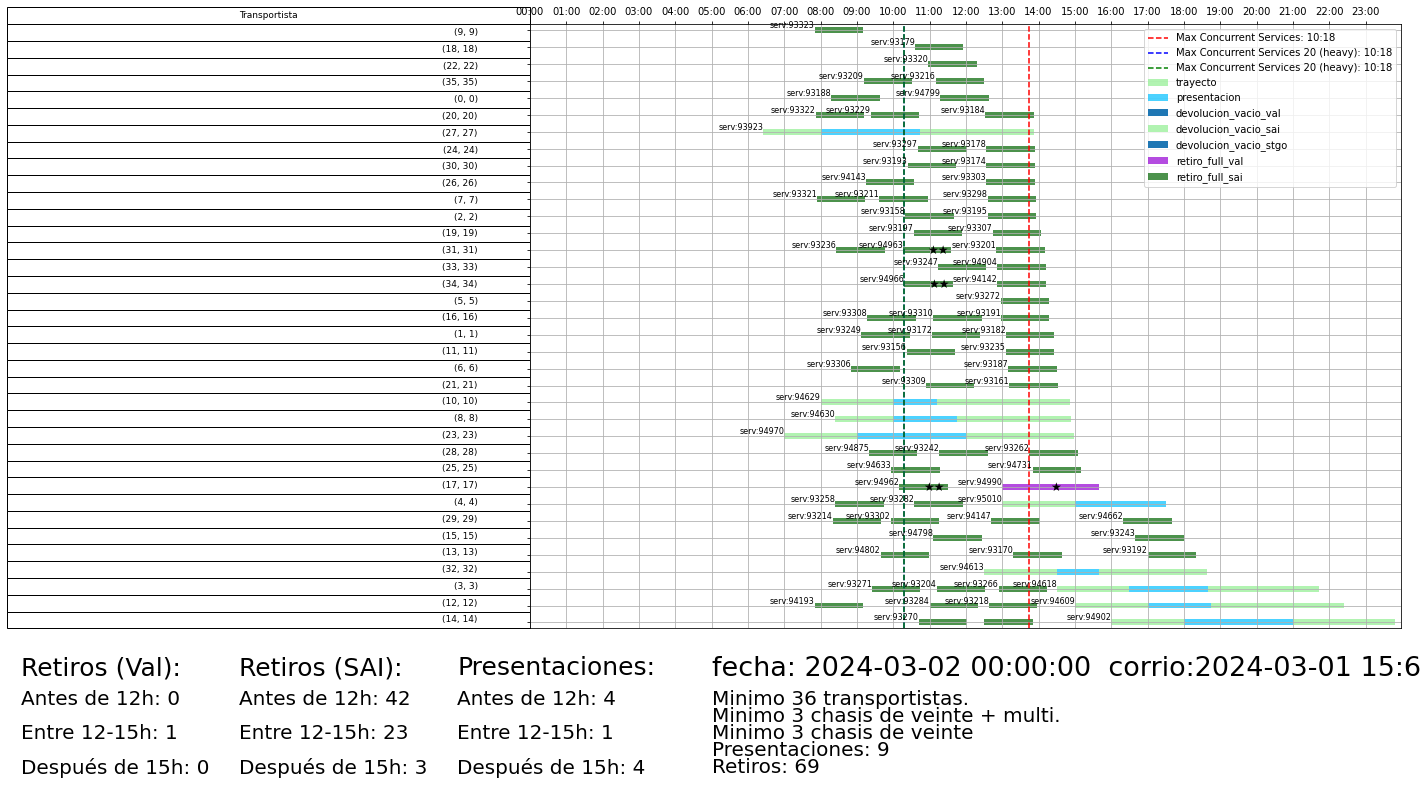 Transportista
00:00 01:00 02:00 03:00 04:00 05:00 06:00 07:00 08:00 09:00 10:00 11:00 12:00 13:00 14:00 15:00 16:00 17:00 18:00 19:00 20:00 21:00 22:00 23:00
Max Concurrent Services: 10:18
Max Concurrent Services 20 (heavy): 10:18
Max Concurrent Services 20 (heavy): 10:18
trayecto
presentacion
devolucion_vacio_val
devolucion_vacio_sai
devolucion_vacio_stgo
retiro_full_val
retiro_full_sai
(9, 9) serv:93323
(18, 18) serv:93179
(22, 22) serv:93320
(35, 35) serv:93209 serv:93216
(0, 0) serv:93188 serv:94799
(20, 20) serv:93322 serv:93229 serv:93184
(27, 27) serv:93923
(24, 24) serv:93297 serv:93178
(30, 30) serv:93193 serv:93174
(26, 26) serv:94143 serv:93303
(7, 7) serv:93321 serv:93211 serv:93298
(2, 2) serv:93158 serv:93195
(19, 19) serv:93197 serv:93307
(31, 31) serv:93236 serv:94963 serv:93201
(33, 33) serv:93247 serv:94904
(34, 34) serv:94966 serv:94142
(5, 5) serv:93272
(16, 16) serv:93308 serv:93310 serv:93191
(1, 1) serv:93249 serv:93172 serv:93182
(11, 11) serv:93156 serv:93235
(6, 6) serv:93306 serv:93187
(21, 21) serv:93309 serv:93161
(10, 10) serv:94629
(8, 8) serv:94630
(23, 23) serv:94970
(28, 28) serv:94875 serv:93242 serv:93262
(25, 25) serv:94633 serv:94731
(17, 17) serv:94962 serv:94990
(4, 4) serv:93258 serv:93282 serv:95010
(29, 29) serv:93214 serv:93302 serv:94147 serv:94662
(15, 15) serv:94798 serv:93243
(13, 13) serv:94802 serv:93170 serv:93192
(32, 32) serv:94613
(3, 3) serv:93271 serv:93204 serv:93266 serv:94618
(12, 12) serv:94193 serv:93284 serv:93218 serv:94609
(14, 14) serv:93270 serv:94902
Retiros (Val):
Antes de 12h: 0
Entre 12-15h: 1
Después de 15h: 0
Retiros (SAI):
Antes de 12h: 42
Entre 12-15h: 23
Después de 15h: 3
Presentaciones:
Antes de 12h: 4
Entre 12-15h: 1
Después de 15h: 4
fecha: 2024-03-02 00:00:00 corrio:2024-03-01 15:6
Minimo 36 transportistas.
Minimo 3 chasis de veinte + multi.
Minimo 3 chasis de veinte
Presentaciones: 9
Retiros: 69